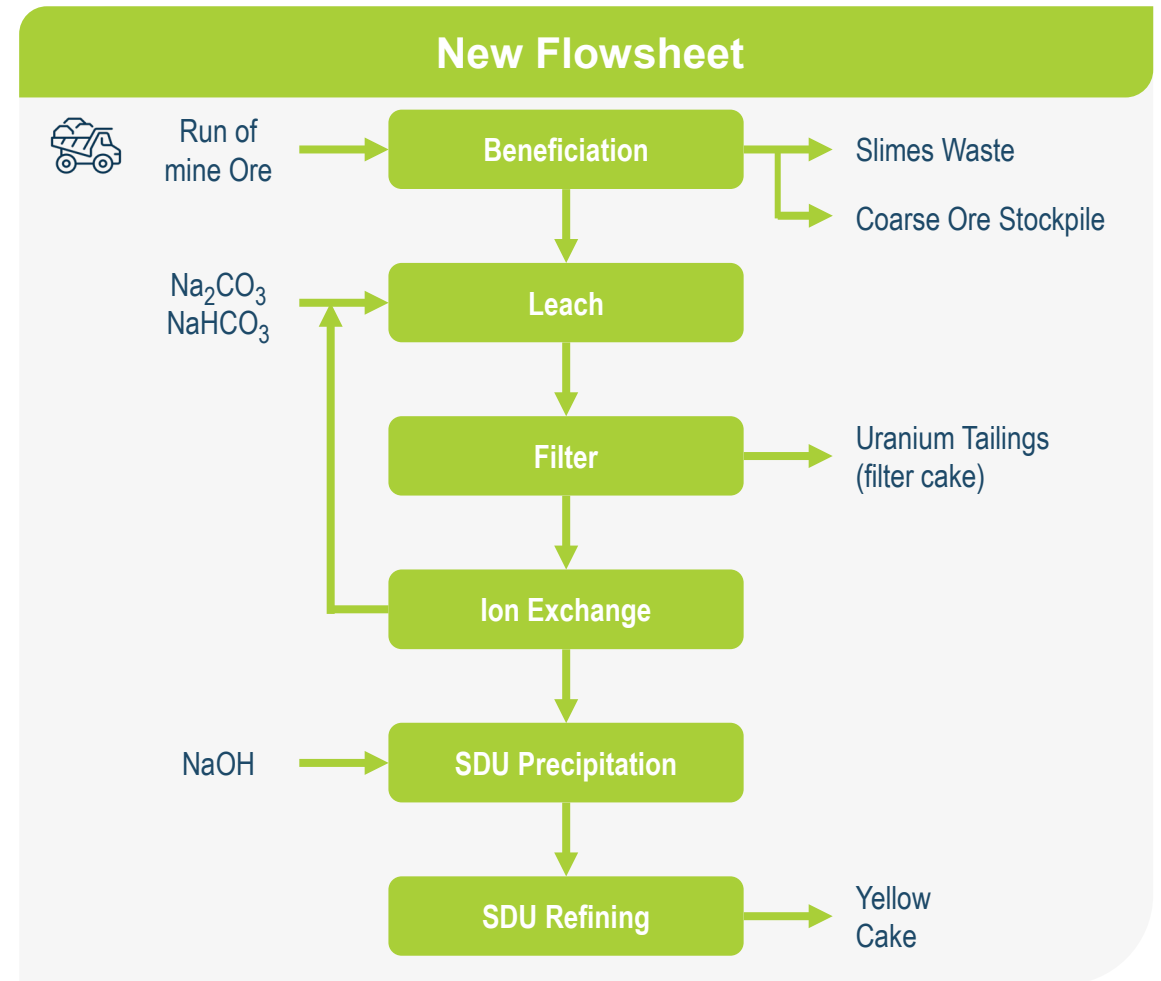 New Flowsheet
Run of
mine Ore
Beneficiation
Slimes Waste
Coarse Ore Stockpile
Na₂CO₃
NaHCO₃
Leach
Filter
Uranium Tailings
(filter cake)
Ion Exchange
NaOH
SDU Precipitation
SDU Refining
Yellow
Cake